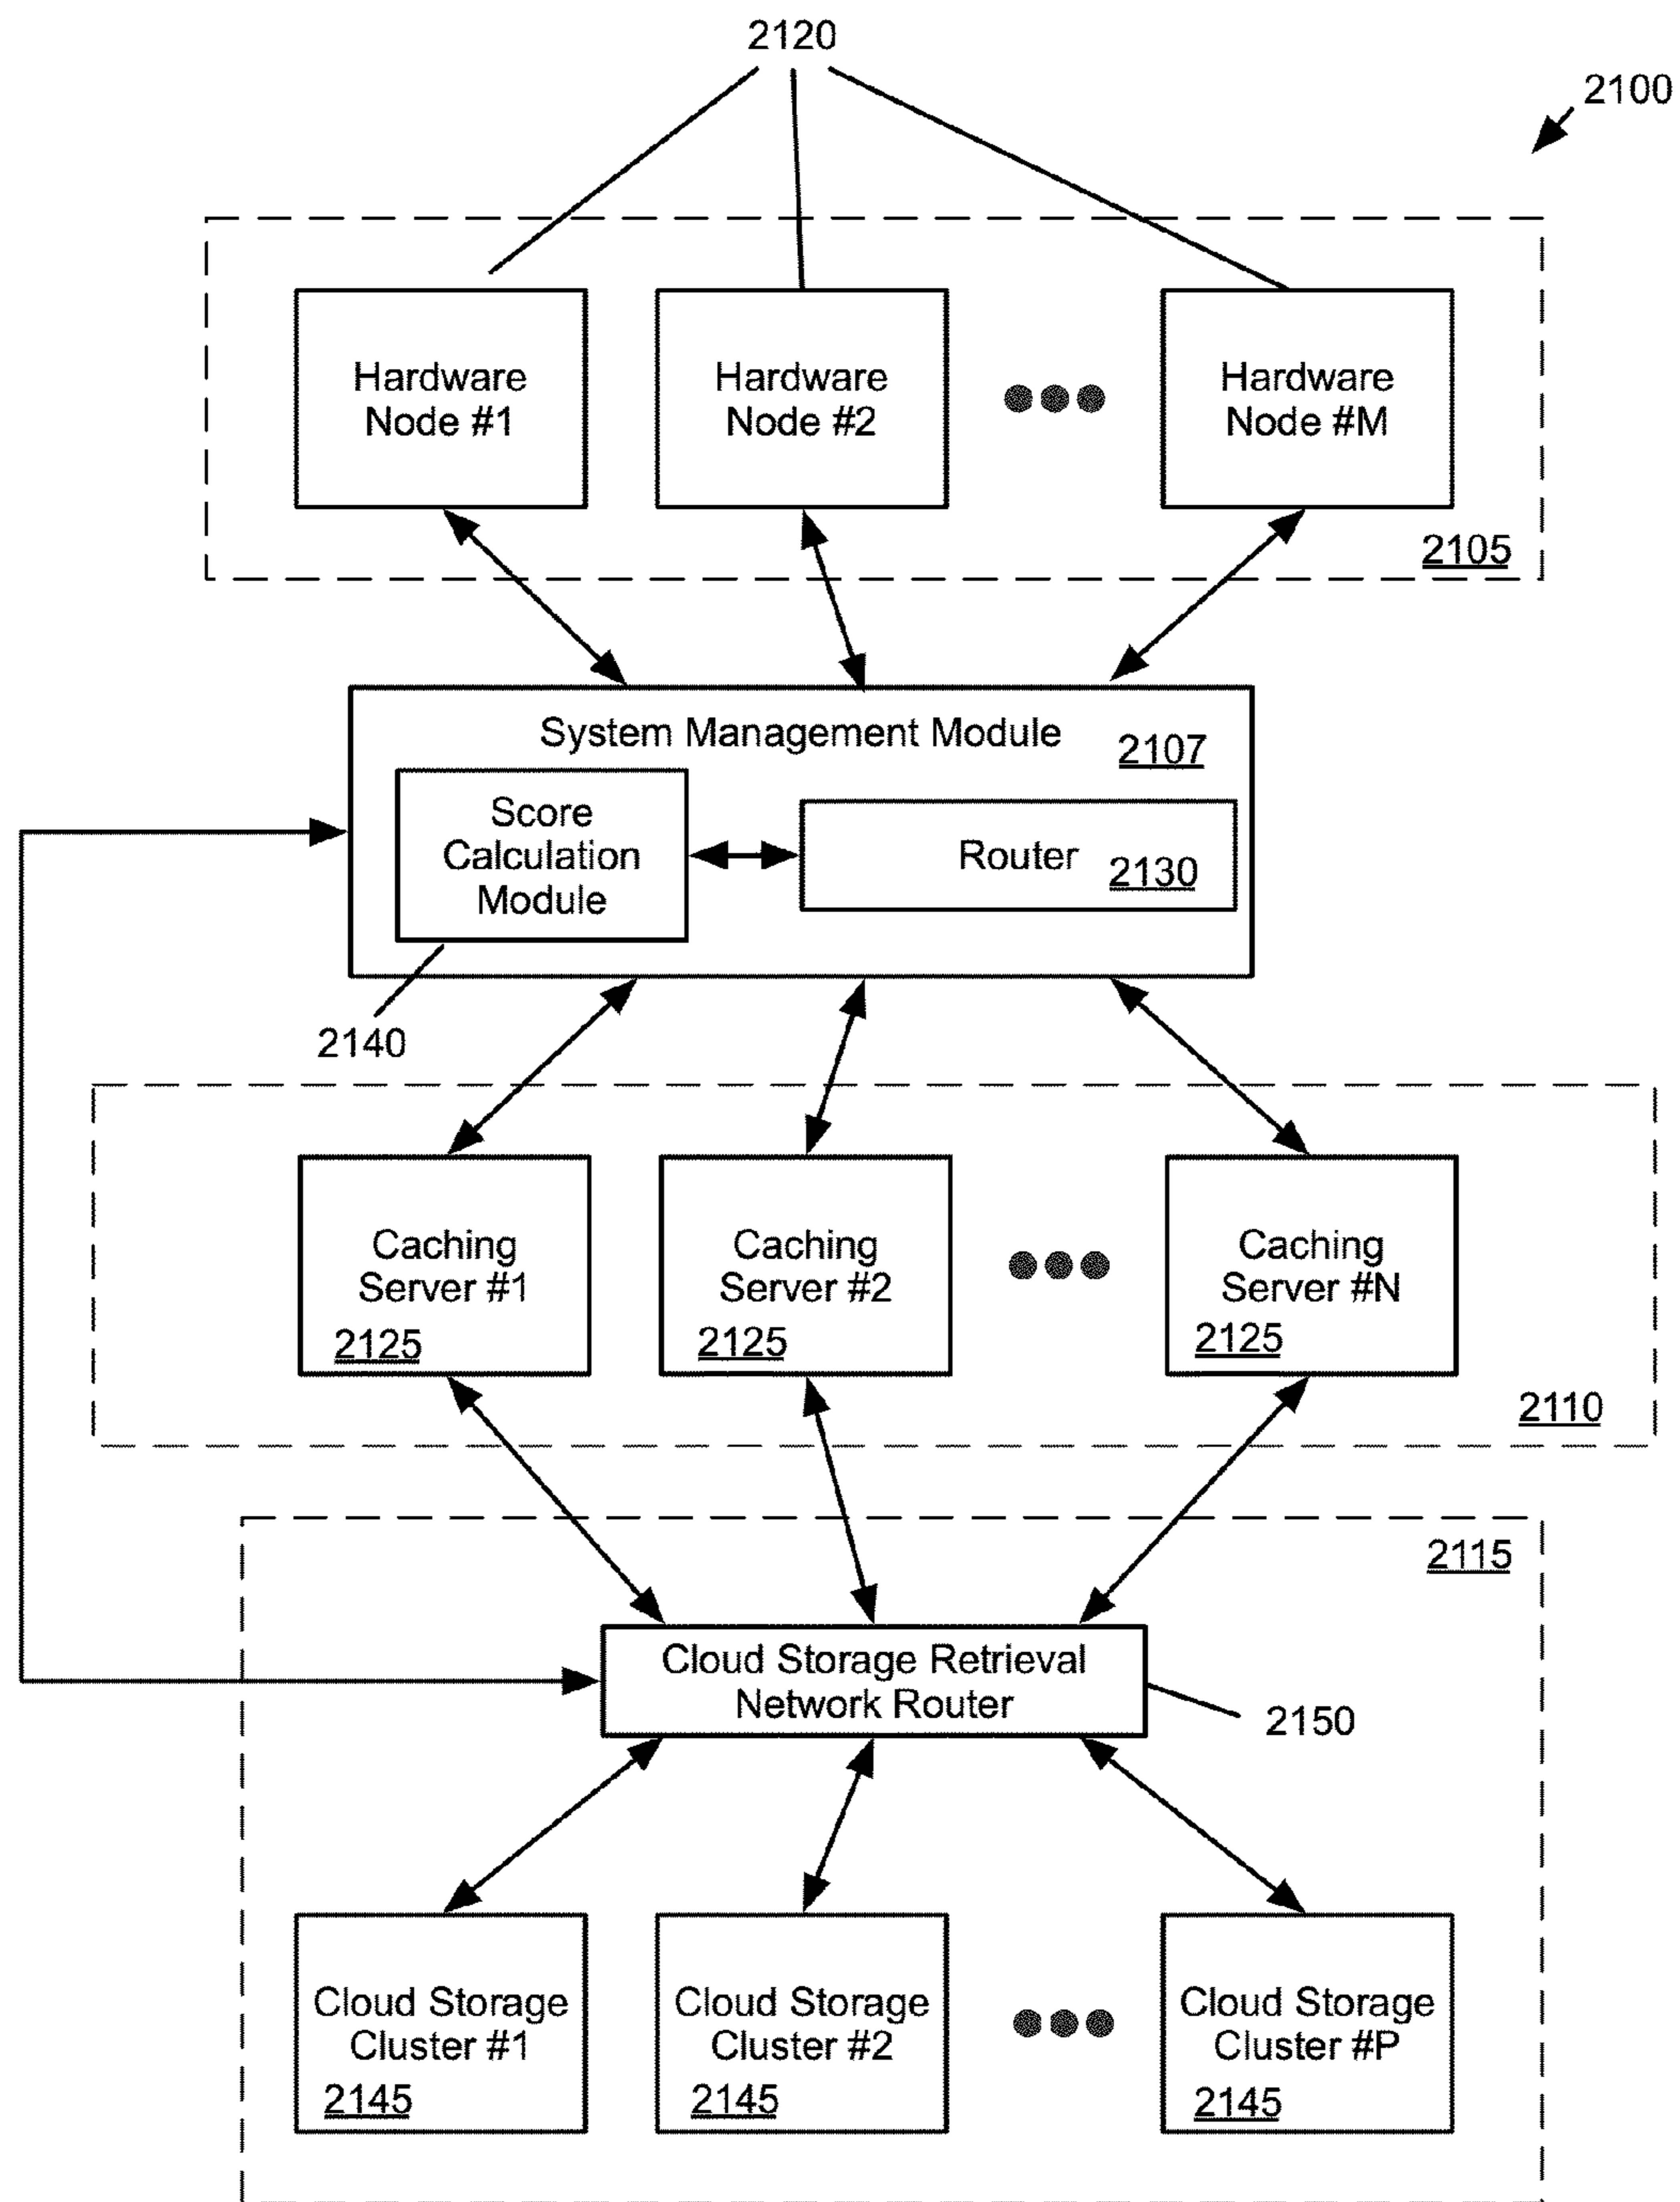 2120
2100
Hardware
Node #1
Hardware
Node #2
Hardware
Node #M
2105
System Management Module
2107
Score
Calculation
Module
Router
2130
2140
Caching
Server #1
2125
Caching
Server #2
2125
Caching
Server #N
2125
2110
2115
Cloud Storage Retrieval
Network Router
2150
Cloud Storage
Cluster #1
2145
Cloud Storage
Cluster #2
2145
Cloud Storage
Cluster #P
2145